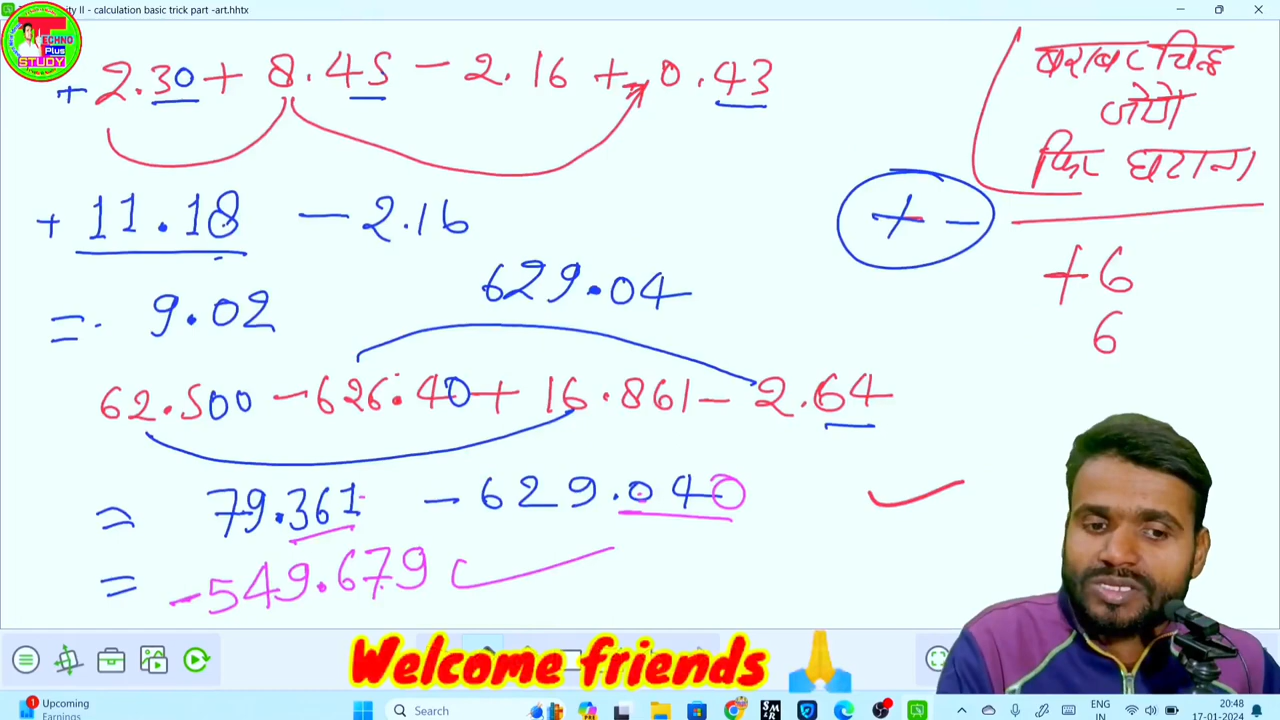 ity II - calculation basic trick part -art.hhtx
TECHNO
Plus
STUDY
+ 2.30 + 8.45 - 2.16 + 0.43
बराबर चिन्ह
जोड़ो
फिर घटाना
+ 11.18 - 2.16
+ -
+6
6
= 9.02
629.04
62.500 - 626.40 + 16.861 - 2.64
= 79.361 - 629.040
= -549.679
Welcome friends 🙏
1
Upcoming
Earnings
Search
ENG
IN
20:48
17-01-202